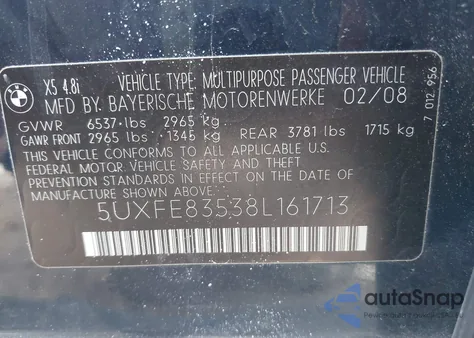 BMW
X5 4.8i VEHICLE TYPE: MULTIPURPOSE PASSENGER VEHICLE
MFD BY. BAYERISCHE MOTORENWERKE 02/08
GVWR 6537 lbs 2965 kg
GAWR FRONT 2965 lbs 1345 kg REAR 3781 lbs 1715 kg
THIS VEHICLE CONFORMS TO ALL APPLICABLE U.S.
FEDERAL MOTOR VEHICLE SAFETY AND THEFT
PREVENTION STANDARDS IN EFFECT ON THE DATE OF
MANUFACTURE SHOWN ABOVE.
5UXFE83538L161713
7 012 956
autoSnap